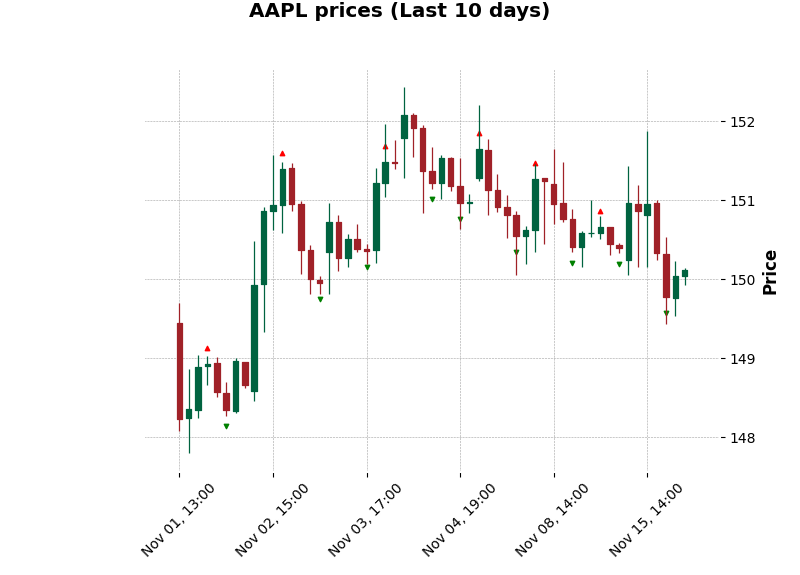 AAPL prices (Last 10 days)
152
151
150
149
148
Price
Nov 01, 13:00
Nov 02, 15:00
Nov 03, 17:00
Nov 04, 19:00
Nov 08, 14:00
Nov 15, 14:00